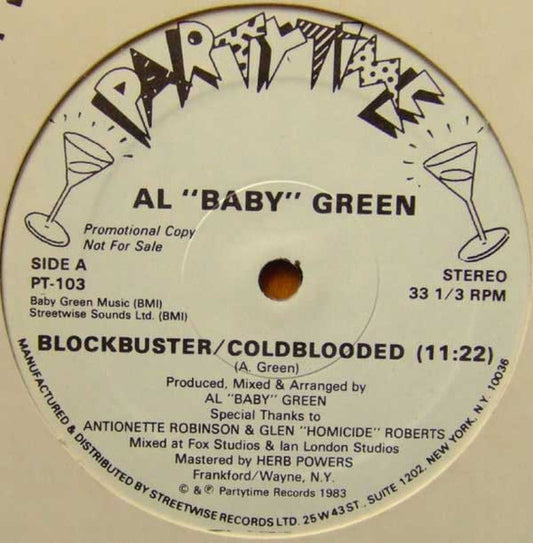 PARTYTIME
AL "BABY" GREEN
Promotional Copy
Not For Sale
SIDE A
PT-103
Baby Green Music (BMI)
Streetwise Sounds Ltd. (BMI)
STEREO
33 1/3 RPM
BLOCKBUSTER/COLDBLOODED (11:22)
(A. Green)
Produced, Mixed & Arranged by
AL "BABY" GREEN
Special Thanks to
ANTIONETTE ROBINSON & GLEN "HOMICIDE" ROBERTS
Mixed at Fox Studios & Ian London Studios
Mastered by HERB POWERS
Frankford/Wayne, N.Y.
© & ℗ Partytime Records 1983
MANUFACTURED & DISTRIBUTED BY STREETWISE RECORDS LTD. 25 W 43 ST., SUITE 1202, NEW YORK, N.Y. 10036